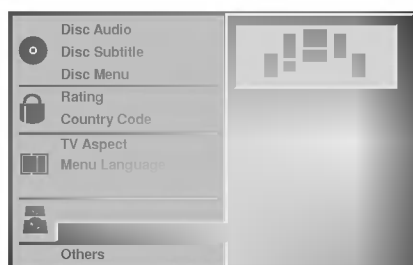 Disc Audio
Disc Subtitle
Disc Menu
Rating
Country Code
TV Aspect
Menu Language
Others